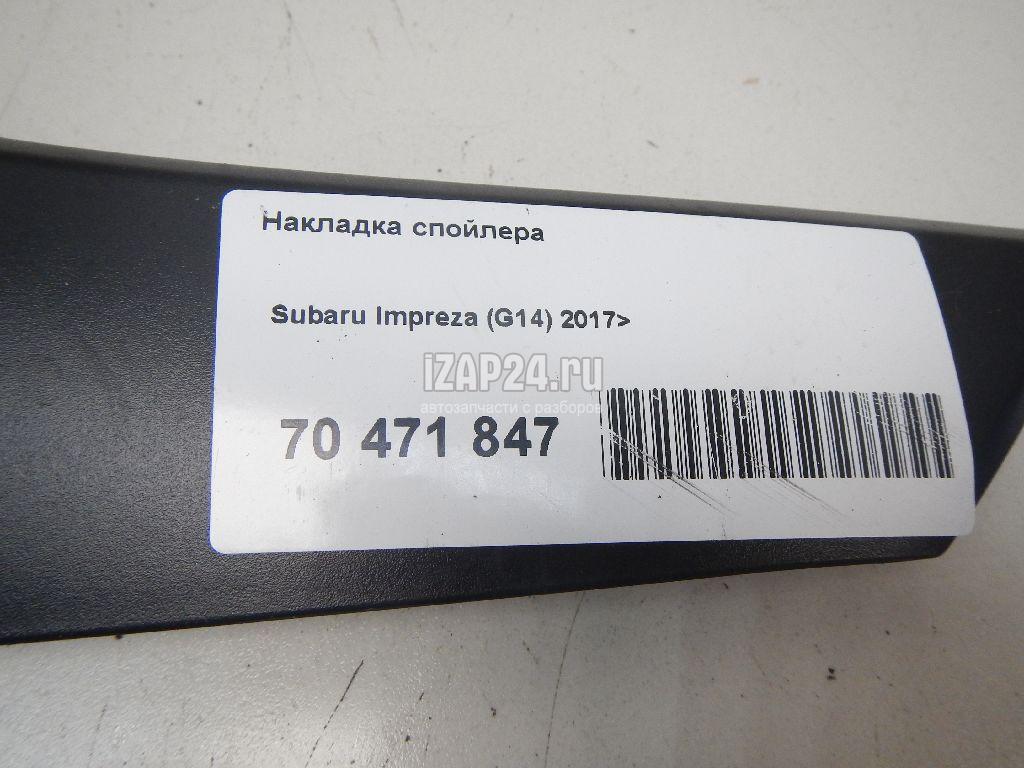 Накладка спойлера
Subaru Impreza (G14) 2017>
iZAP24.ru
автозапчасти с разборов
70 471 847